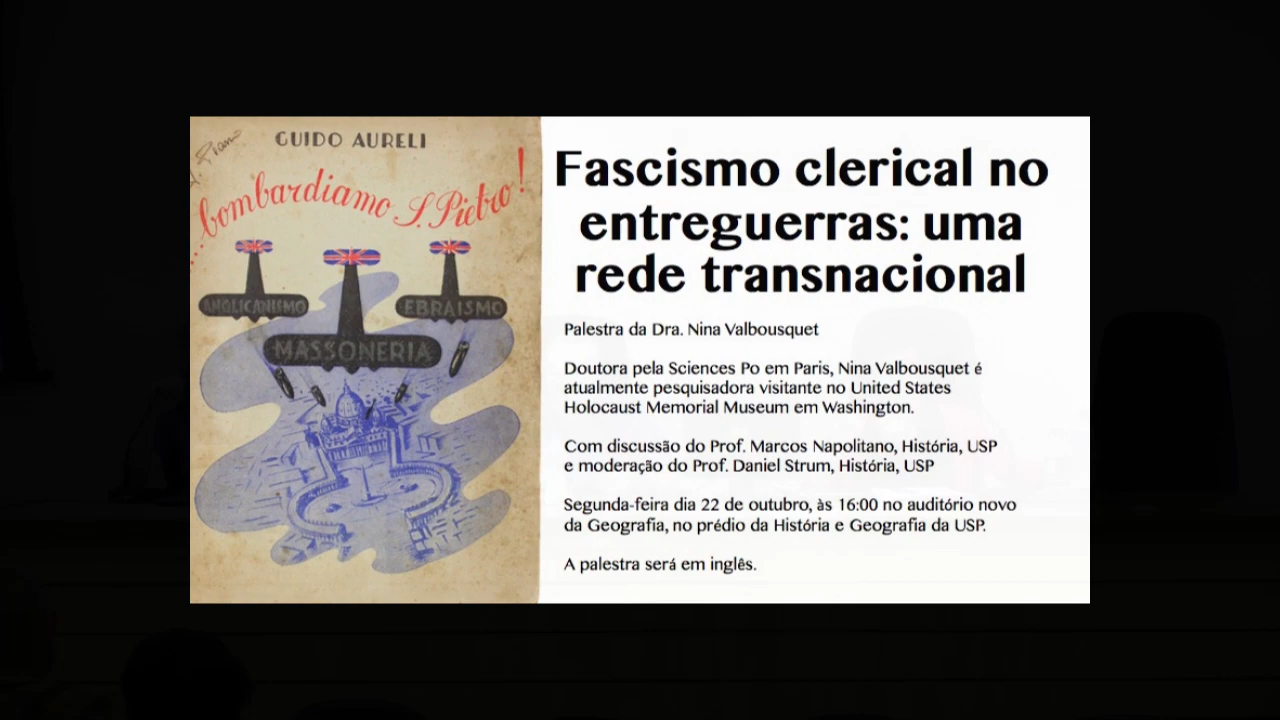 GUIDO AURELI
...bombardiamo S. Pietro!
ANGLICANISMO
EBRAISMO
MASSONERIA
Fascismo clerical no
entreguerras: uma
rede transnacional
Palestra da Dra. Nina Valbousquet
Doutora pela Sciences Po em Paris, Nina Valbousquet é
atualmente pesquisadora visitante no United States
Holocaust Memorial Museum em Washington.
Com discussão do Prof. Marcos Napolitano, História, USP
e moderação do Prof. Daniel Strum, História, USP
Segunda-feira dia 22 de outubro, às 16:00 no auditório novo
da Geografia, no prédio da História e Geografia da USP.
A palestra será em inglês.